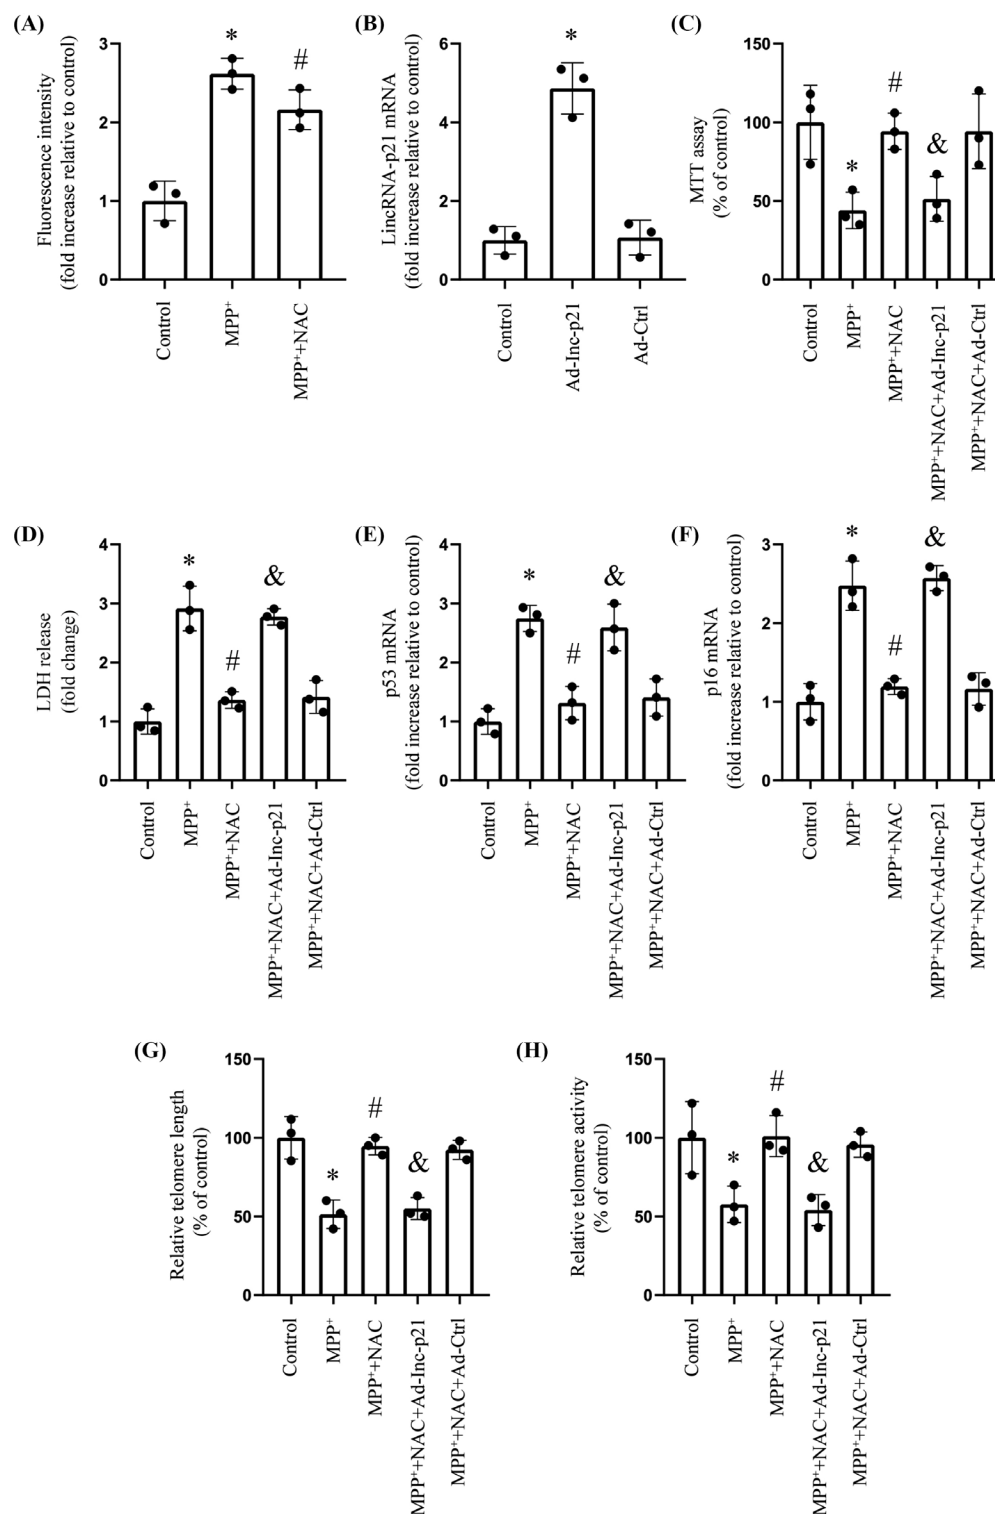 (A)
Fluorescence intensity
(fold increase relative to control)
3
2
1
0
*
#
Control
MPP⁺
MPP⁺+NAC
(B)
LincRNA-p21 mRNA
(fold increase relative to control)
6
4
2
0
*
Control
Ad-lnc-p21
Ad-Ctrl
(C)
MTT assay
(% of control)
150
100
50
0
*
#
&
Control
MPP⁺
MPP⁺+NAC
MPP⁺+NAC+Ad-lnc-p21
MPP⁺+NAC+Ad-Ctrl
(D)
LDH release
(fold change)
4
3
2
1
0
*
#
&
Control
MPP⁺
MPP⁺+NAC
MPP⁺+NAC+Ad-lnc-p21
MPP⁺+NAC+Ad-Ctrl
(E)
p53 mRNA
(fold increase relative to control)
4
3
2
1
0
*
#
&
Control
MPP⁺
MPP⁺+NAC
MPP⁺+NAC+Ad-lnc-p21
MPP⁺+NAC+Ad-Ctrl
(F)
p16 mRNA
(fold increase relative to control)
3
2
1
0
*
#
&
Control
MPP⁺
MPP⁺+NAC
MPP⁺+NAC+Ad-lnc-p21
MPP⁺+NAC+Ad-Ctrl
(G)
Relative telomere length
(% of control)
150
100
50
0
*
#
&
Control
MPP⁺
MPP⁺+NAC
MPP⁺+NAC+Ad-lnc-p21
MPP⁺+NAC+Ad-Ctrl
(H)
Relative telomere activity
(% of control)
150
100
50
0
*
#
&
Control
MPP⁺
MPP⁺+NAC
MPP⁺+NAC+Ad-lnc-p21
MPP⁺+NAC+Ad-Ctrl